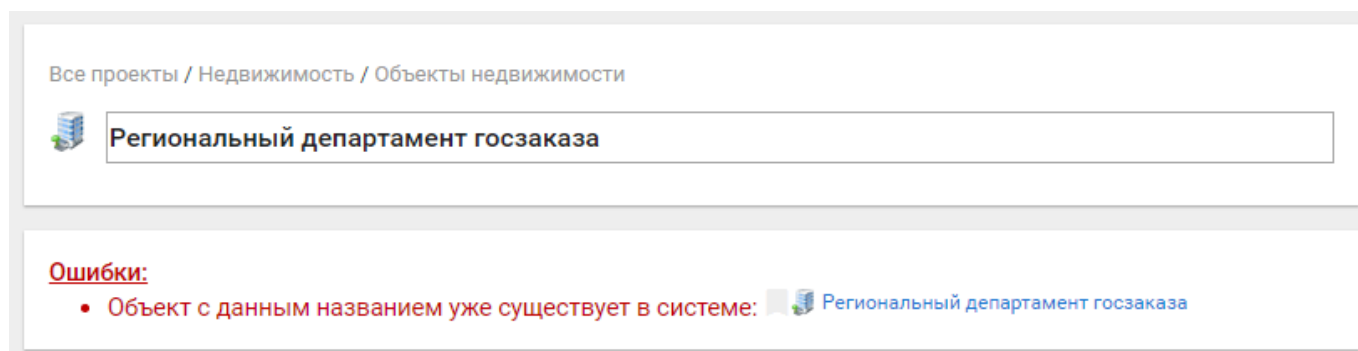 Все проекты / Недвижимость / Объекты недвижимости
Региональный департамент госзаказа
Ошибки:
• Объект с данным названием уже существует в системе: Региональный департамент госзаказа